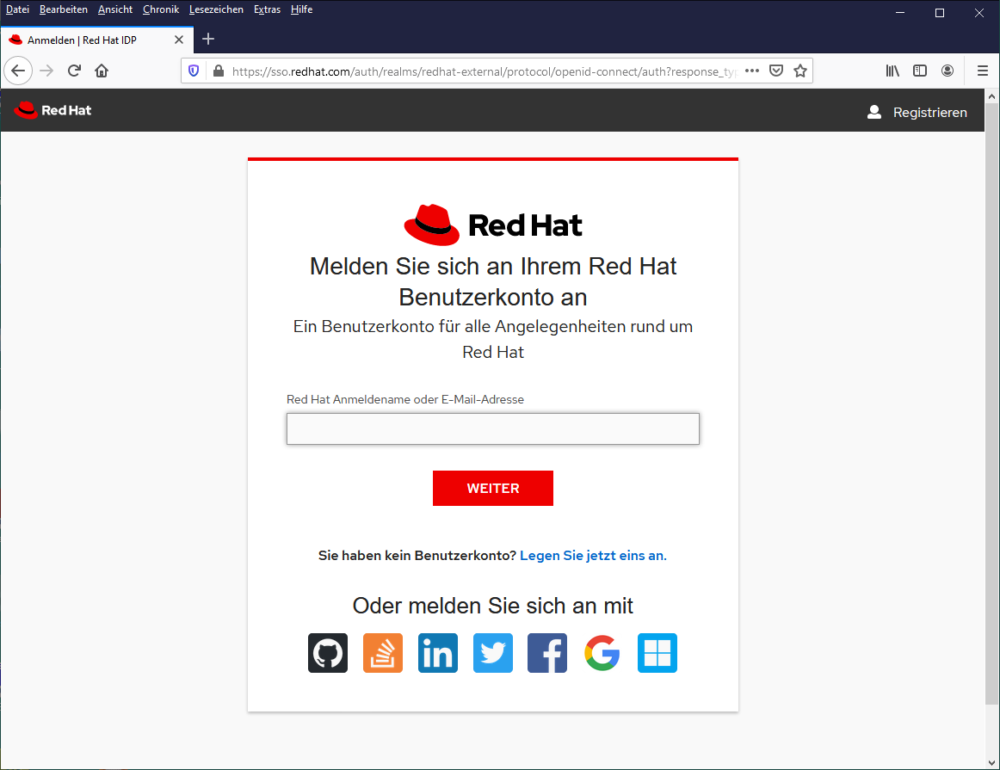 Datei Bearbeiten Ansicht Chronik Lesezeichen Extras Hilfe
Anmelden | Red Hat IDP
https://sso.redhat.com/auth/realms/redhat-external/protocol/openid-connect/auth?response_typ
Red Hat
Registrieren
Red Hat
Melden Sie sich an Ihrem Red Hat
Benutzerkonto an
Ein Benutzerkonto für alle Angelegenheiten rund um
Red Hat
Red Hat Anmeldename oder E-Mail-Adresse
WEITER
Sie haben kein Benutzerkonto? Legen Sie jetzt eins an.
Oder melden Sie sich an mit